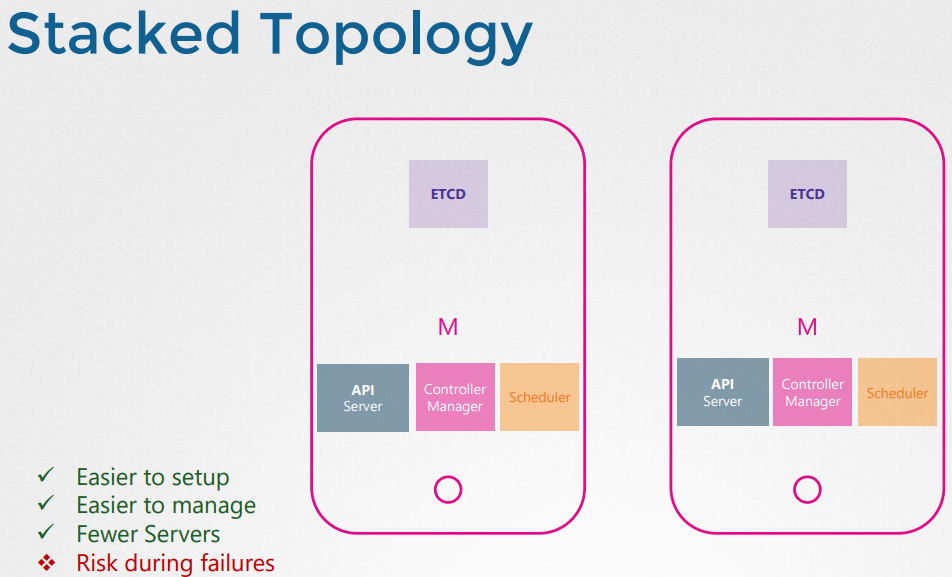 Stacked Topology
ETCD
ETCD
M
M
API
Server
Controller
Manager
Scheduler
API
Server
Controller
Manager
Scheduler
Easier to setup
Easier to manage
Fewer Servers
Risk during failures